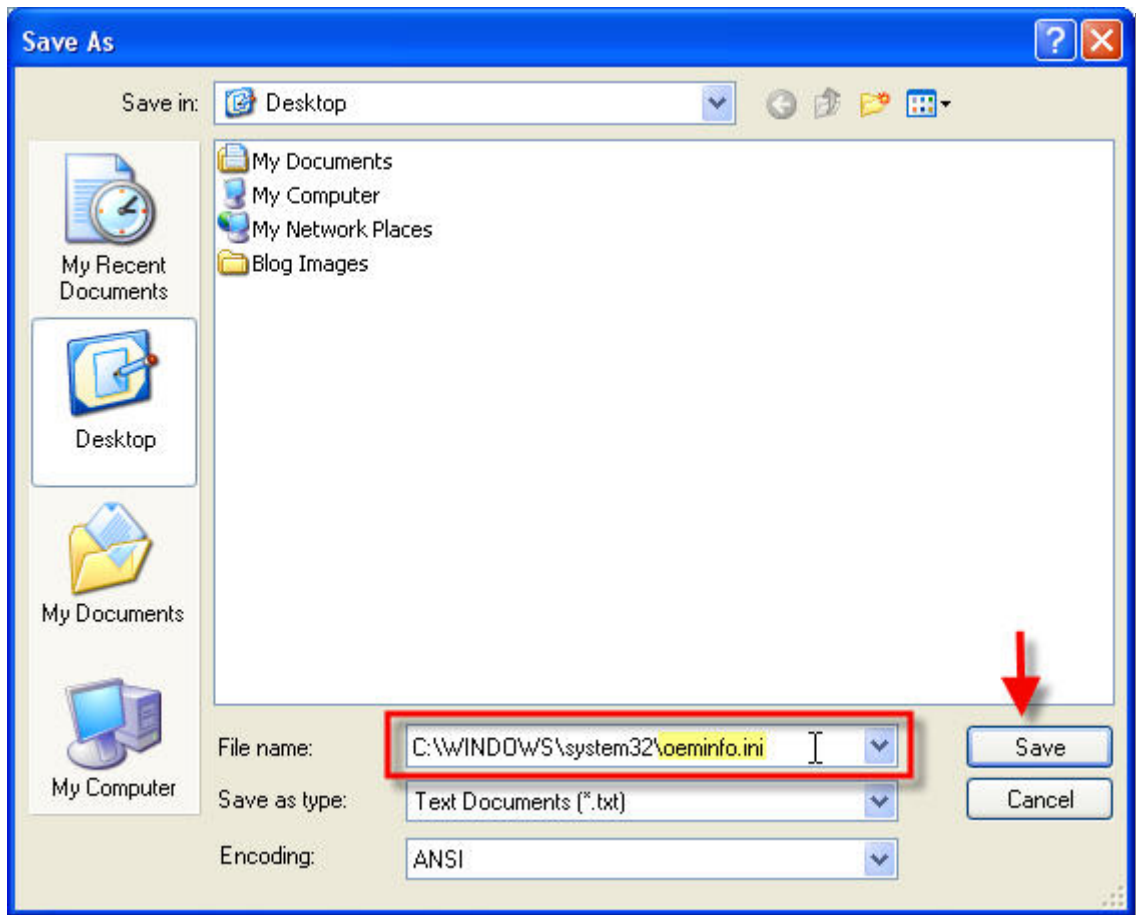 Save As
Save in:
Desktop
My Documents
My Computer
My Network Places
Blog Images
My Recent
Documents
Desktop
My Documents
My Computer
File name:
C:\WINDOWS\system32\oeminfo.ini
Save
Save as type:
Text Documents (*.txt)
Cancel
Encoding:
ANSI